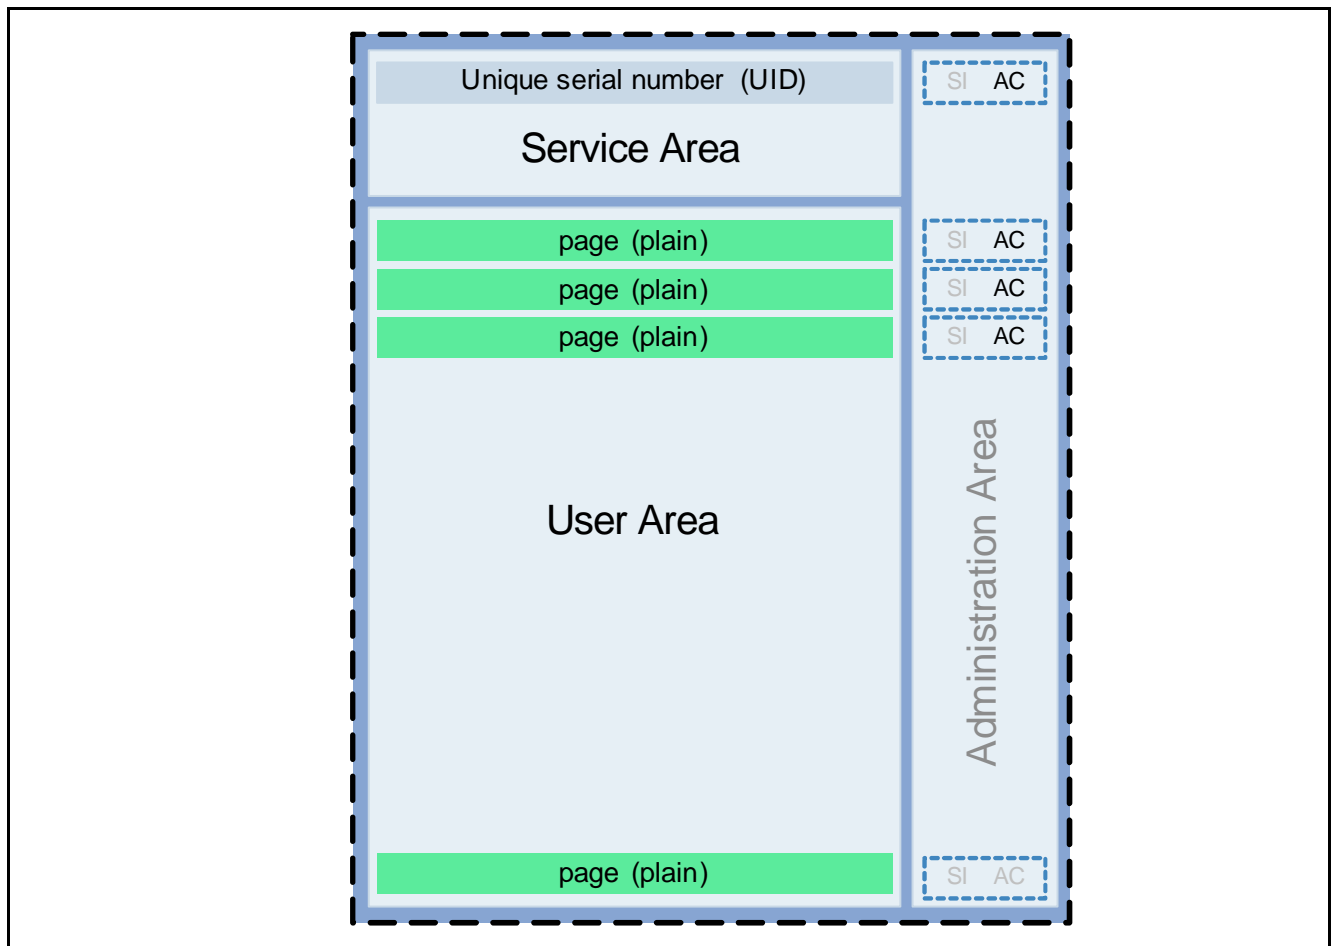 Unique serial number (UID)
SI AC
Service Area
page (plain)
SI AC
page (plain)
SI AC
page (plain)
SI AC
User Area
Administration Area
page (plain)
SI AC